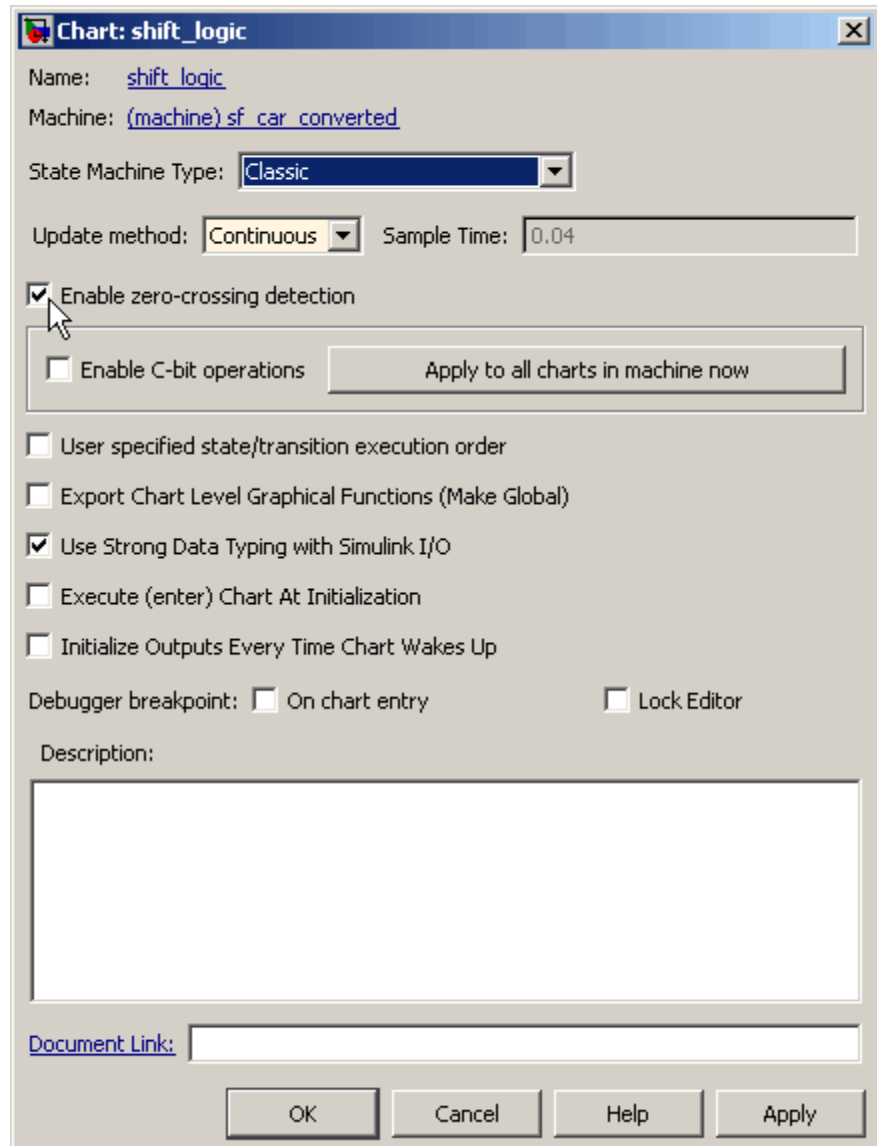 Chart: shift_logic
Name: shift_logic
Machine: (machine) sf_car_converted
State Machine Type: Classic
Update method: Continuous Sample Time: 0.04
Enable zero-crossing detection
Enable C-bit operations Apply to all charts in machine now
User specified state/transition execution order
Export Chart Level Graphical Functions (Make Global)
Use Strong Data Typing with Simulink I/O
Execute (enter) Chart At Initialization
Initialize Outputs Every Time Chart Wakes Up
Debugger breakpoint: On chart entry Lock Editor
Description:
Document Link:
OK Cancel Help Apply